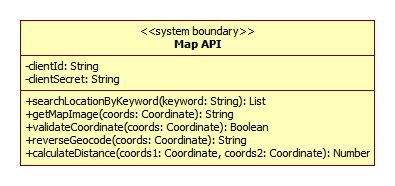 <<system boundary>>
Map API
-clientId: String
-clientSecret: String
+searchLocationByKeyword(keyword: String): List
+getMapImage(coords: Coordinate): String
+validateCoordinate(coords: Coordinate): Boolean
+reverseGeocode(coords: Coordinate): String
+calculateDistance(coords1: Coordinate, coords2: Coordinate): Number